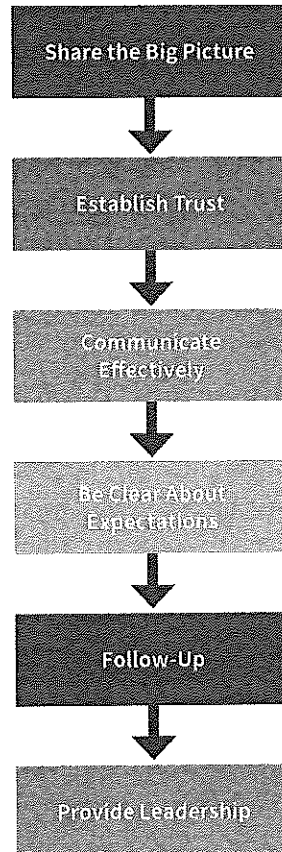 Share the Big Picture
Establish Trust
Communicate
Effectively
Be Clear About
Expectations
Follow-Up
Provide Leadership